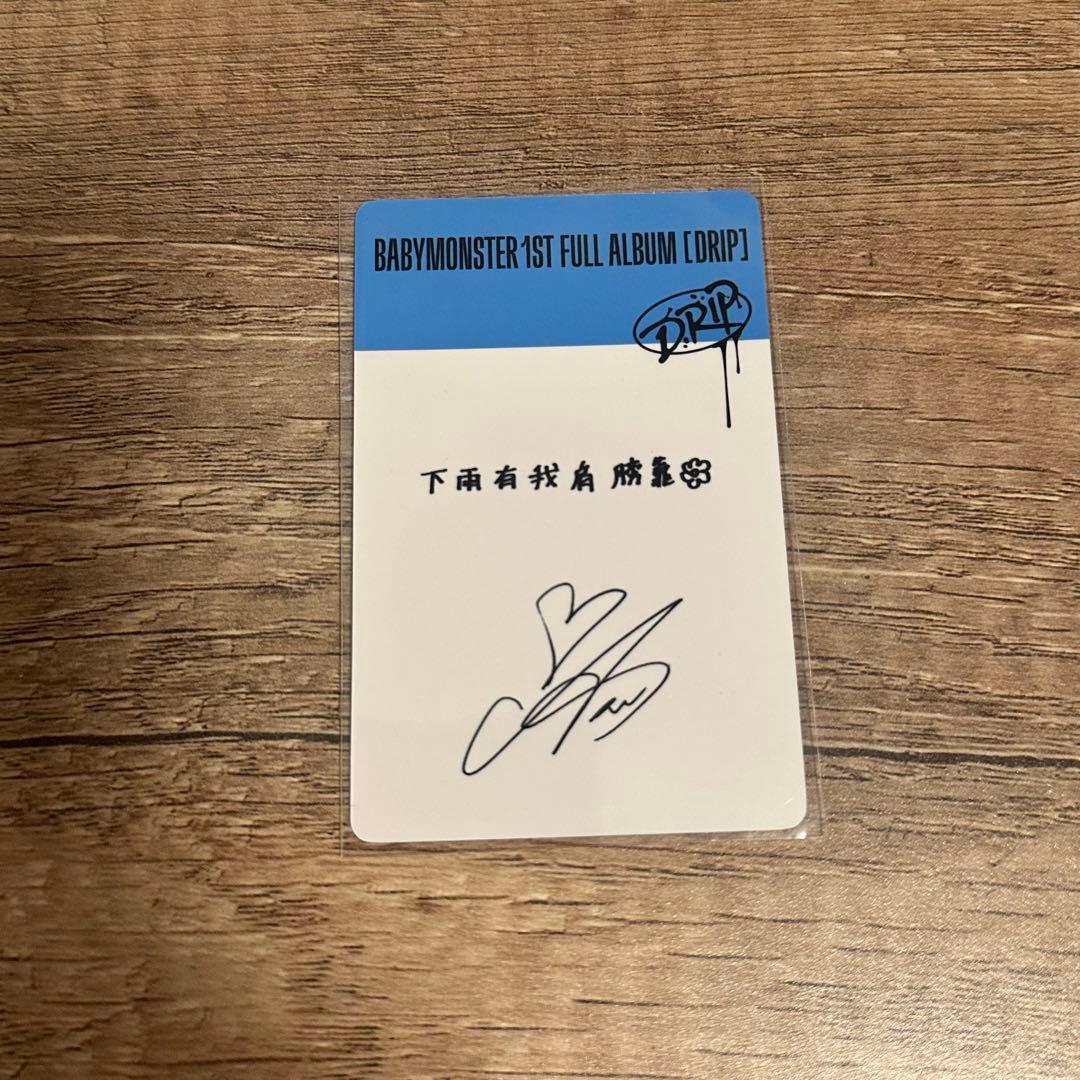 BABYMONSTER 1ST FULL ALBUM [DRIP]
DRIP
下雨有我肩膀靠